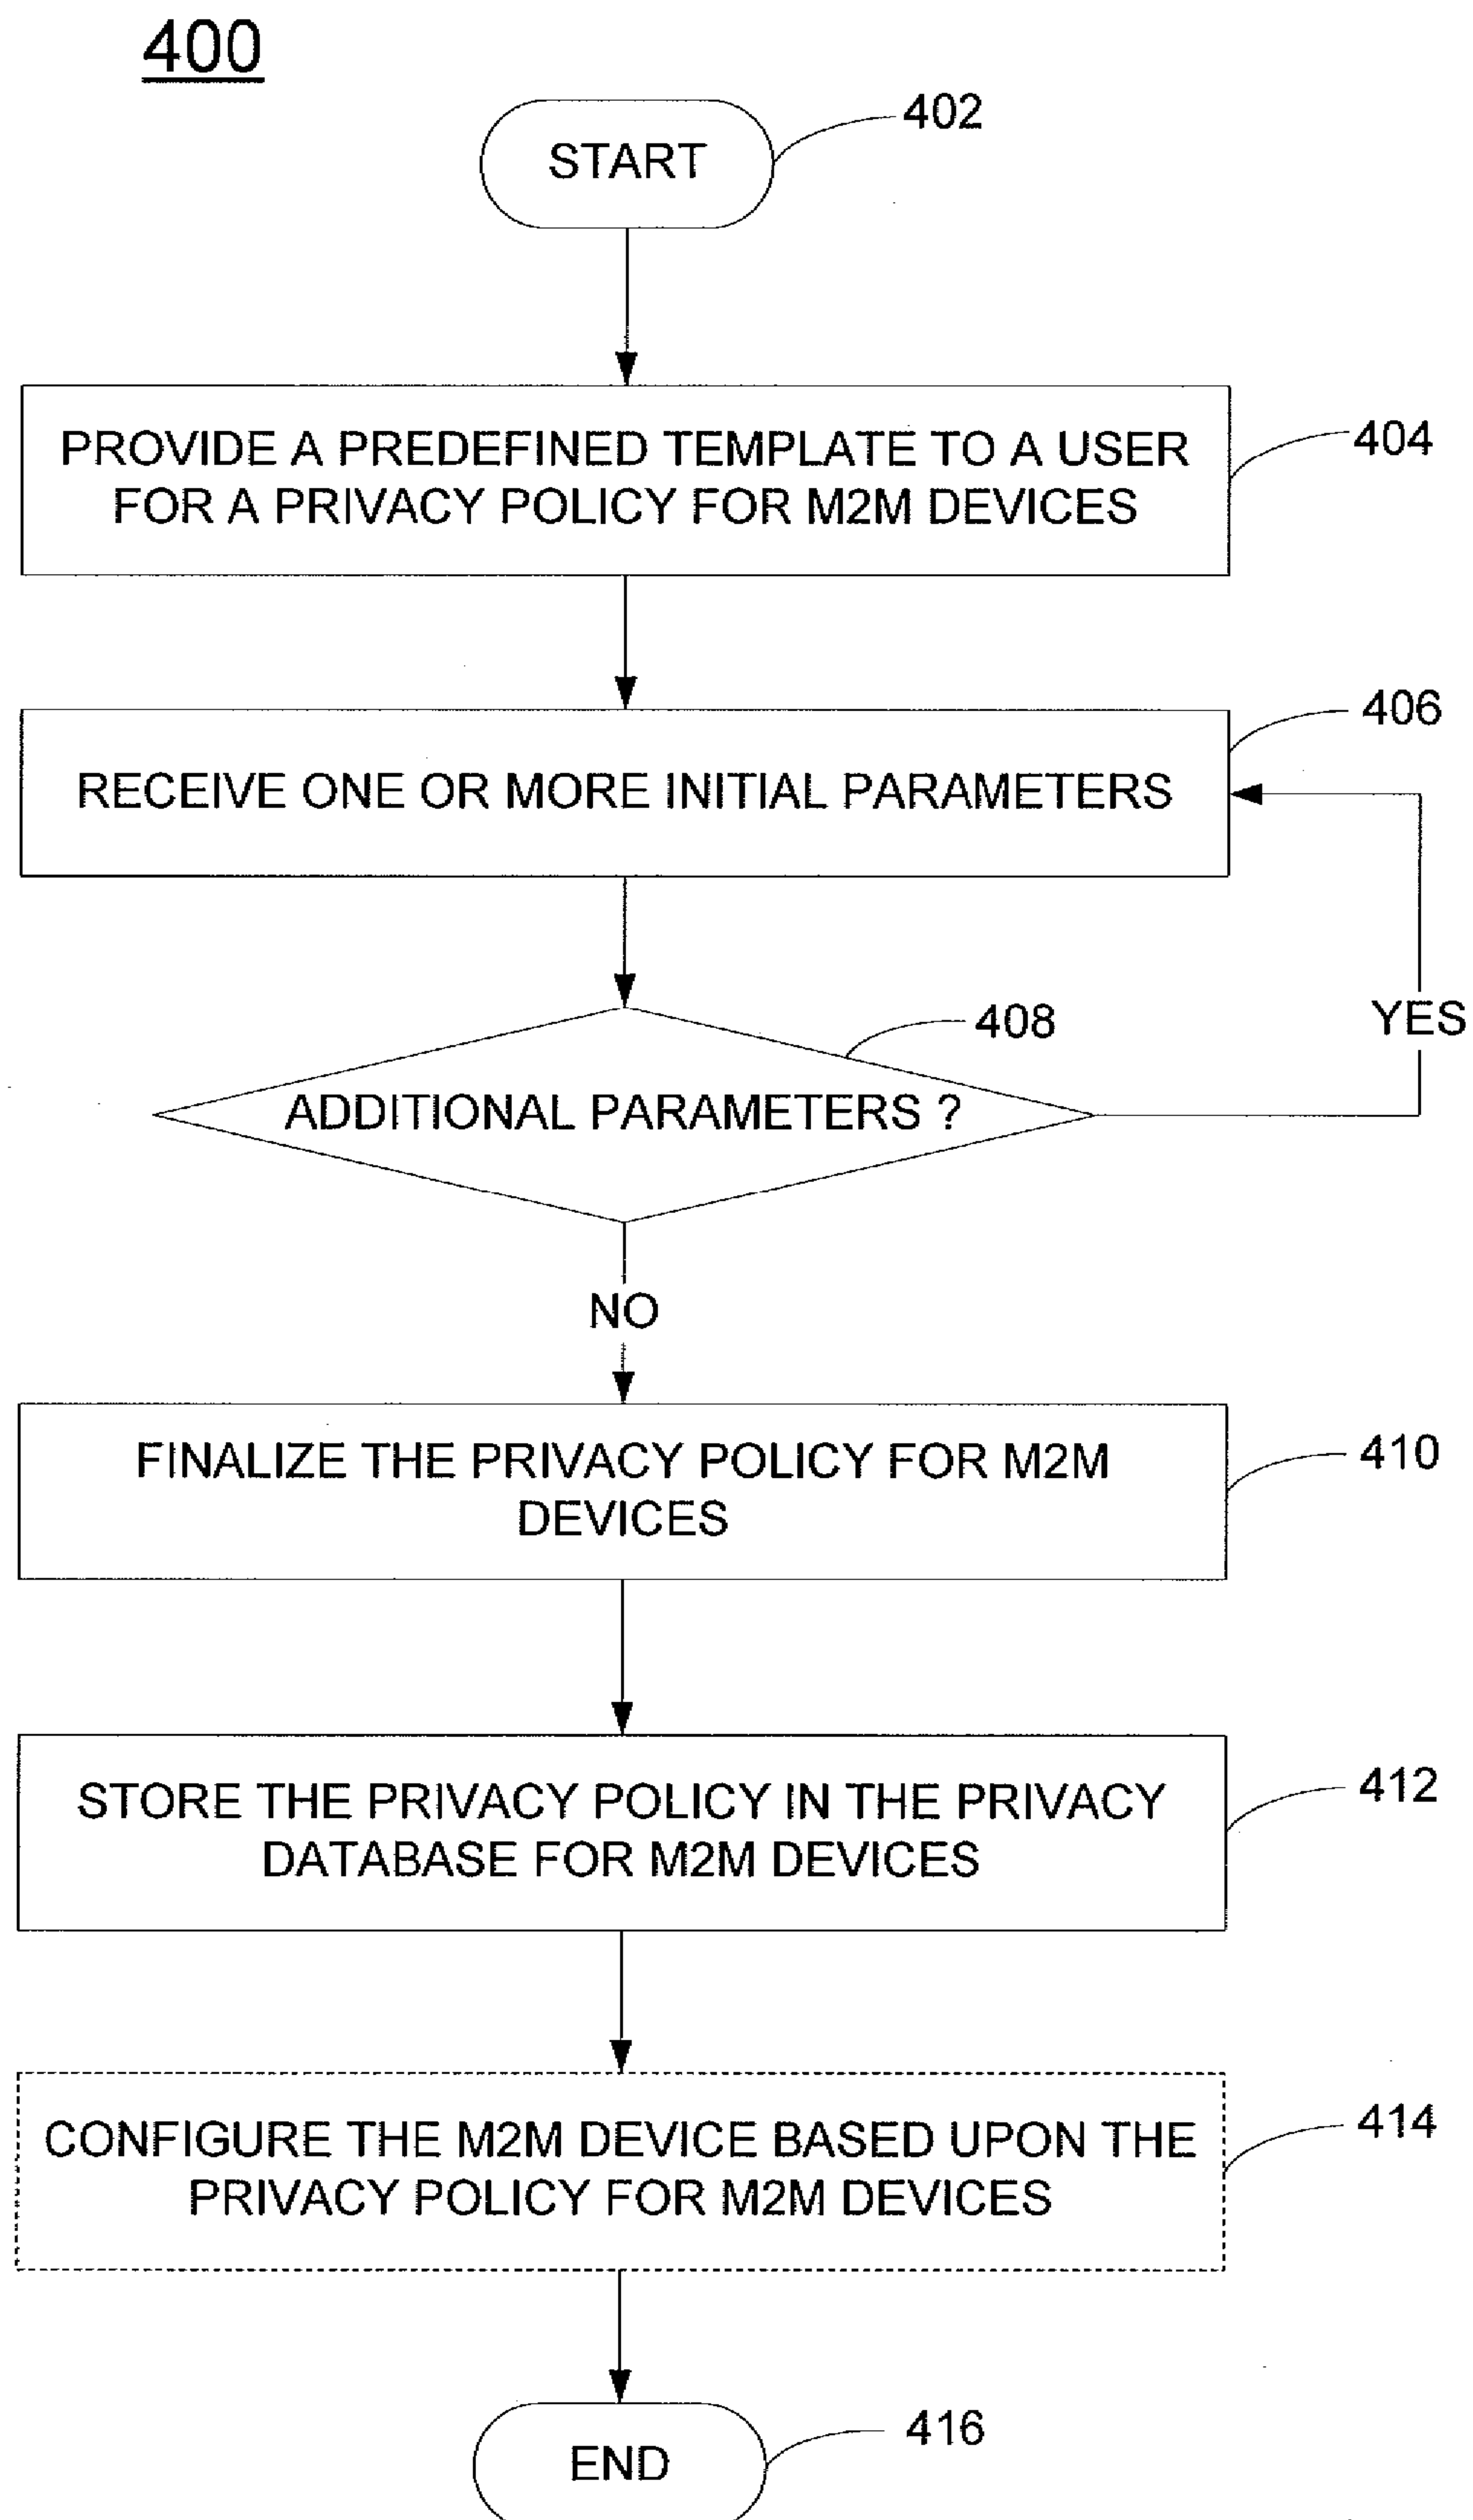 400
402
START
PROVIDE A PREDEFINED TEMPLATE TO A USER
FOR A PRIVACY POLICY FOR M2M DEVICES
404
406
RECEIVE ONE OR MORE INITIAL PARAMETERS
408
YES
ADDITIONAL PARAMETERS ?
NO
FINALIZE THE PRIVACY POLICY FOR M2M
DEVICES
410
STORE THE PRIVACY POLICY IN THE PRIVACY
DATABASE FOR M2M DEVICES
412
CONFIGURE THE M2M DEVICE BASED UPON THE
PRIVACY POLICY FOR M2M DEVICES
414
416
END